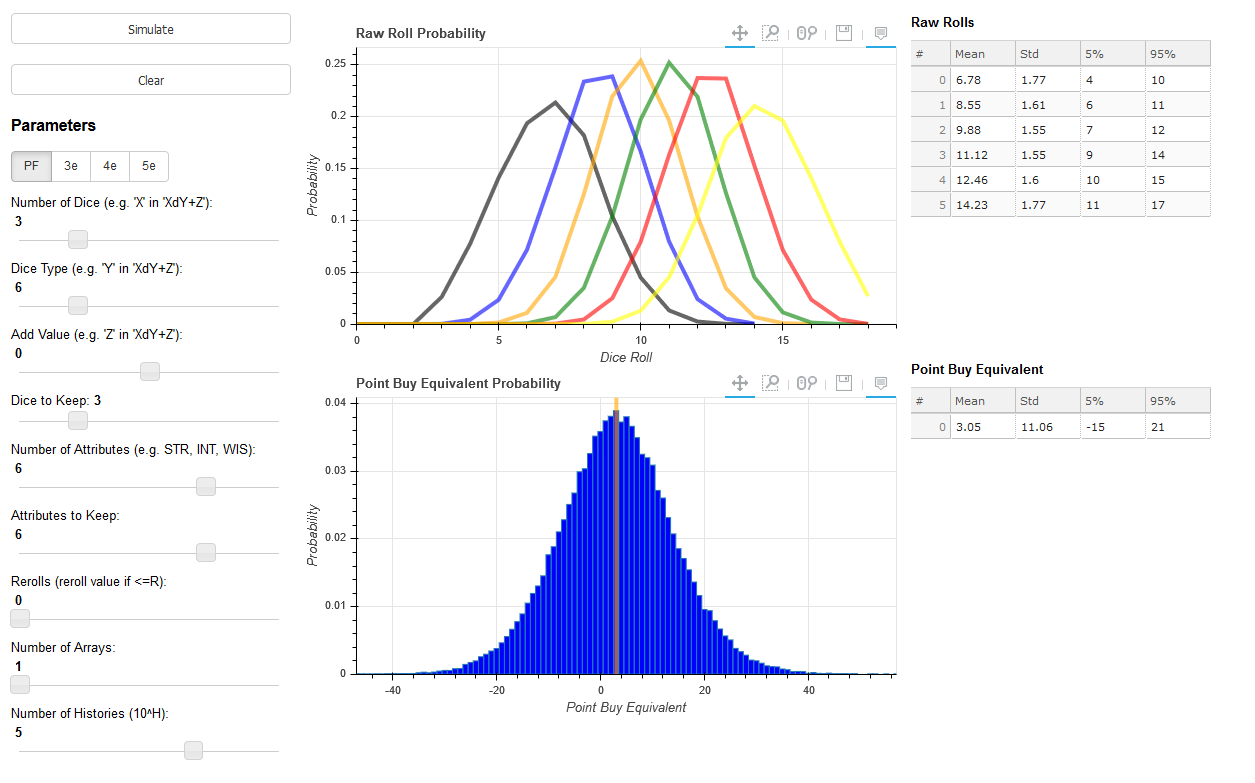 Simulate
Clear
Parameters
PF 3e 4e 5e
Number of Dice (e.g. 'X' in 'XdY+Z'):
3
Dice Type (e.g. 'Y' in 'XdY+Z'):
6
Add Value (e.g. 'Z' in 'XdY+Z'):
0
Dice to Keep: 3
Number of Attributes (e.g. STR, INT, WIS):
6
Attributes to Keep:
6
Rerolls (reroll value if <=R):
0
Number of Arrays:
1
Number of Histories (10^H):
5
Raw Roll Probability
Probability
0.25
0.2
0.15
0.1
0.05
0
0 5 10 15
Dice Roll
Point Buy Equivalent Probability
Probability
0.04
0.03
0.02
0.01
0
-40 -20 0 20 40
Point Buy Equivalent
Raw Rolls
# Mean Std 5% 95%
0 6.78 1.77 4 10
1 8.55 1.61 6 11
2 9.88 1.55 7 12
3 11.12 1.55 9 14
4 12.46 1.6 10 15
5 14.23 1.77 11 17
Point Buy Equivalent
# Mean Std 5% 95%
0 3.05 11.06 -15 21